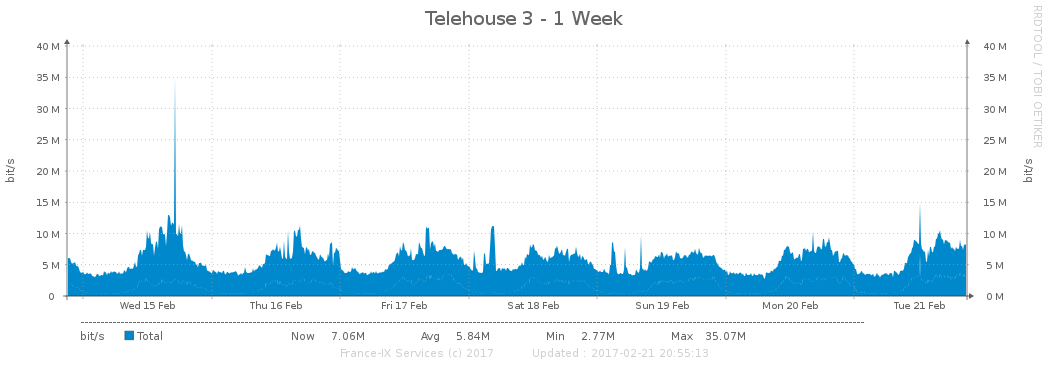 Telehouse 3 - 1 Week
RRDTOOL / TOBI OETIKER
40 M 40 M
35 M 35 M
30 M 30 M
25 M 25 M
20 M 20 M
15 M 15 M
10 M 10 M
5 M 5 M
0 0 M
bit/s bit/s
Wed 15 Feb Thu 16 Feb Fri 17 Feb Sat 18 Feb Sun 19 Feb Mon 20 Feb Tue 21 Feb
bit/s Total Now 7.06M Avg 5.84M Min 2.77M Max 35.07M
France-IX Services (c) 2017 Updated : 2017-02-21 20:55:13